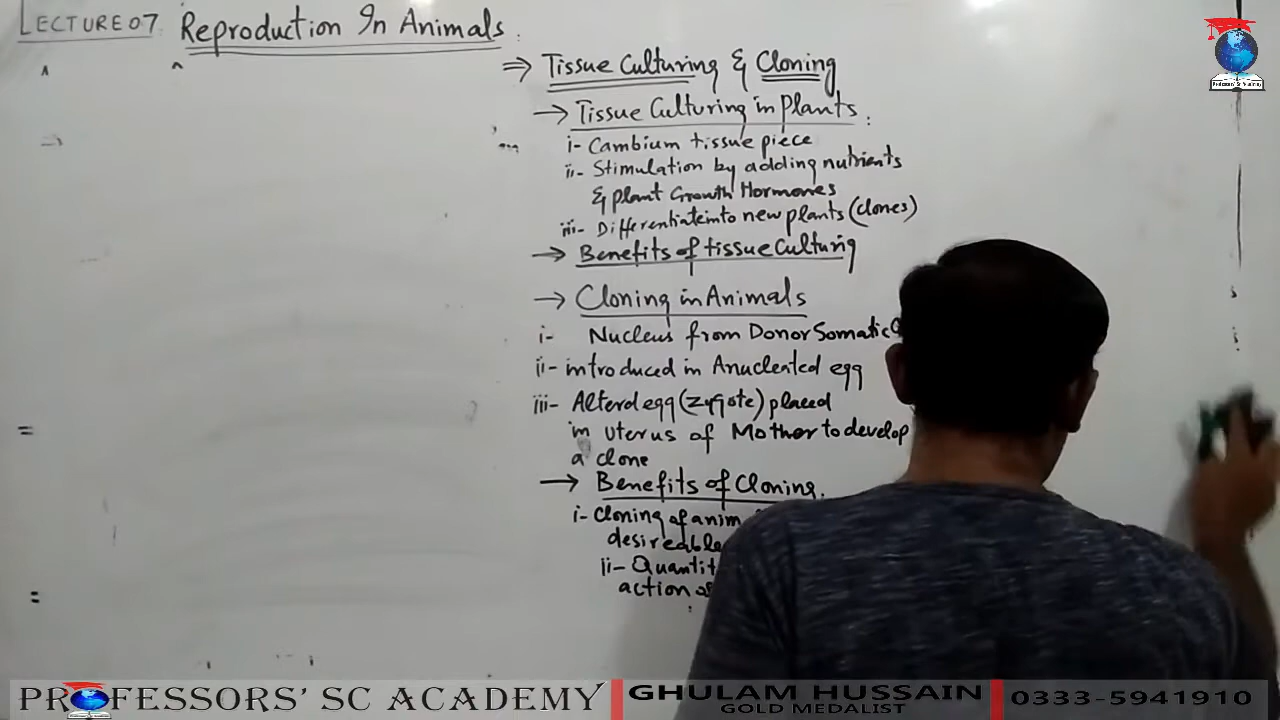 LECTURE 07
Reproduction In Animals
⇒ Tissue Culturing & Cloning
→ Tissue Culturing in plants
i- Cambium tissue piece
ii- Stimulation by adding nutrients
& plant Growth Hormones
iii- Differentiate into new plants (clones)
→ Benefits of tissue Culturing
→ Cloning in Animals
i- Nucleus from Donor Somatic
ii- introduced in Anucleated egg
iii- Alterd egg (zygote) placed
in uterus of Mother to develop
a clone
→ Benefits of Cloning.
i- Cloning of anim
desireable
ii- Quantit
action of
PROFESSORS' SC ACADEMY
GHULAM HUSSAIN
GOLD MEDALIST
0333-5941910